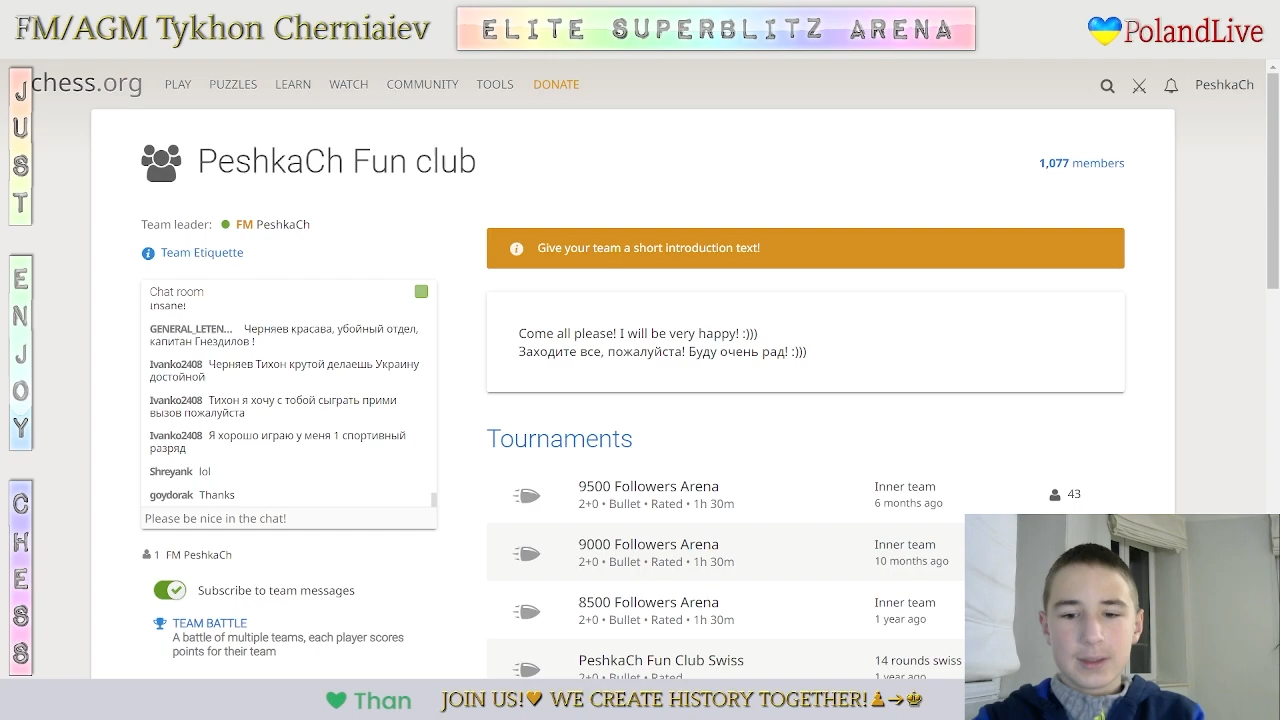 FM/AGM Tykhon Cherniaiev
ELITE SUPERBLITZ ARENA
PolandLive
chess.org
PLAY PUZZLES LEARN WATCH COMMUNITY TOOLS DONATE
PeshkaCh
JUST
ENJOY
CHESS
PeshkaCh Fun club
1,077 members
Team leader: FM PeshkaCh
Team Etiquette
Chat room
insane!
GENERAL_LETEN... Черняев красава, убойный отдел,
капитан Гнездилов !
Ivanko2408 Черняев Тихон крутой делаешь Украину
достойной
Ivanko2408 Тихон я хочу с тобой сыграть прими
вызов пожалуйста
Ivanko2408 Я хорошо играю у меня 1 спортивный
разряд
Shreyank lol
goydorak Thanks
Please be nice in the chat!
1 FM PeshkaCh
Subscribe to team messages
TEAM BATTLE
A battle of multiple teams, each player scores
points for their team
Give your team a short introduction text!
Come all please! I will be very happy! :)))
Заходите все, пожалуйста! Буду очень рад! :)))
Tournaments
9500 Followers Arena
2+0 • Bullet • Rated • 1h 30m
Inner team
6 months ago
43
9000 Followers Arena
2+0 • Bullet • Rated • 1h 30m
Inner team
10 months ago
8500 Followers Arena
2+0 • Bullet • Rated • 1h 30m
Inner team
1 year ago
PeshkaCh Fun Club Swiss
2+0 • Bullet • Rated
14 rounds swiss
1 year ago
Than
JOIN US! WE CREATE HISTORY TOGETHER!